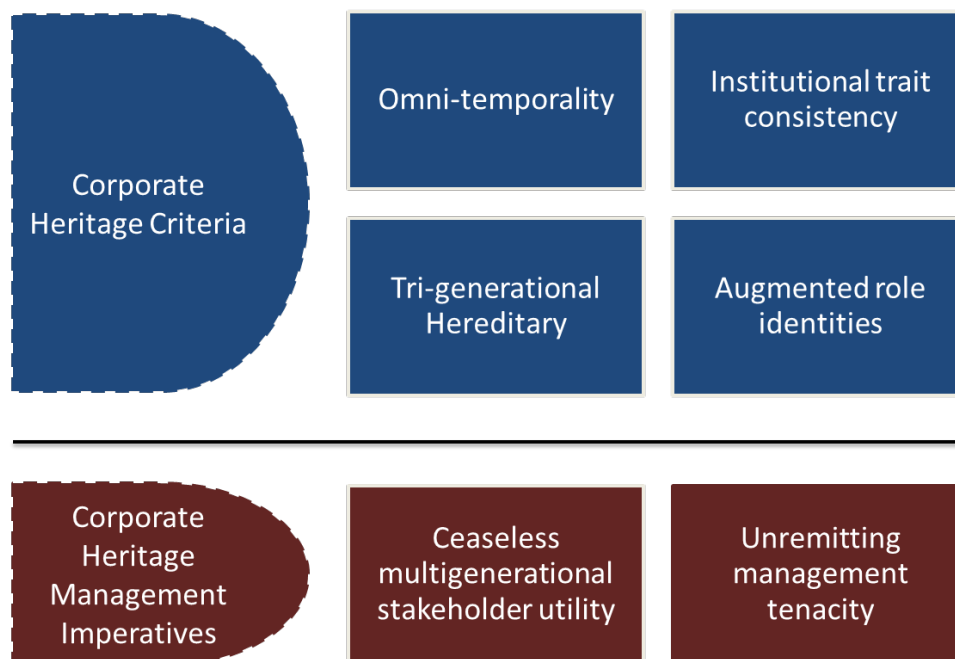 Corporate
Heritage Criteria
Omni-temporality
Institutional trait
consistency
Tri-generational
Hereditary
Augmented role
identities
Corporate
Heritage
Management
Imperatives
Ceaseless
multigenerational
stakeholder utility
Unremitting
management
tenacity